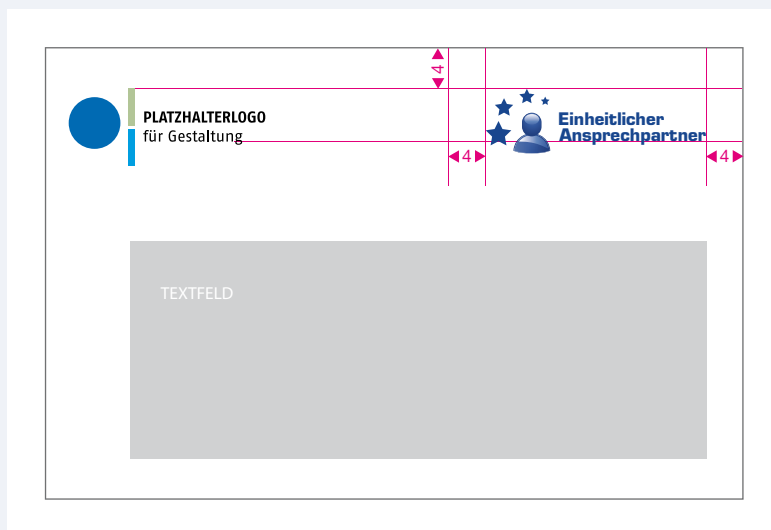 4
PLATZHALTERLOGO
für Gestaltung
Einheitlicher
Ansprechpartner
4
4
TEXTFELD